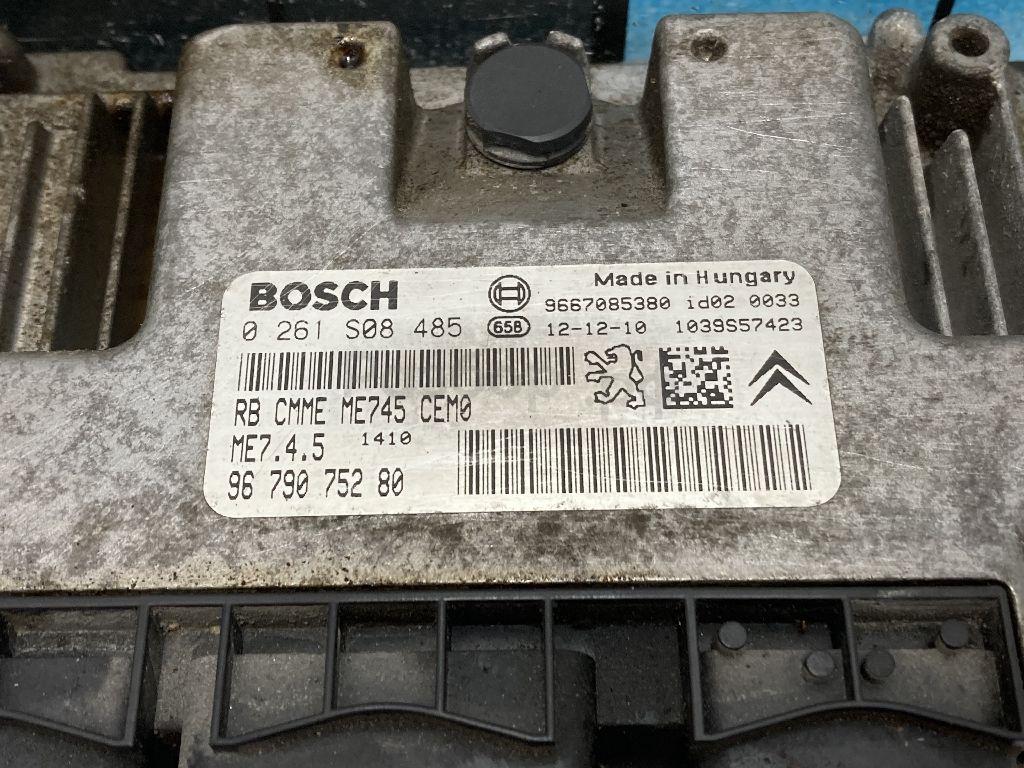 BOSCH
Made in Hungary
9667085380 id02 0033
0 261 S08 485
658 12-12-10 1039S57423
RB CMME ME745 CEM0
ME7.4.5 1410
96 790 752 80